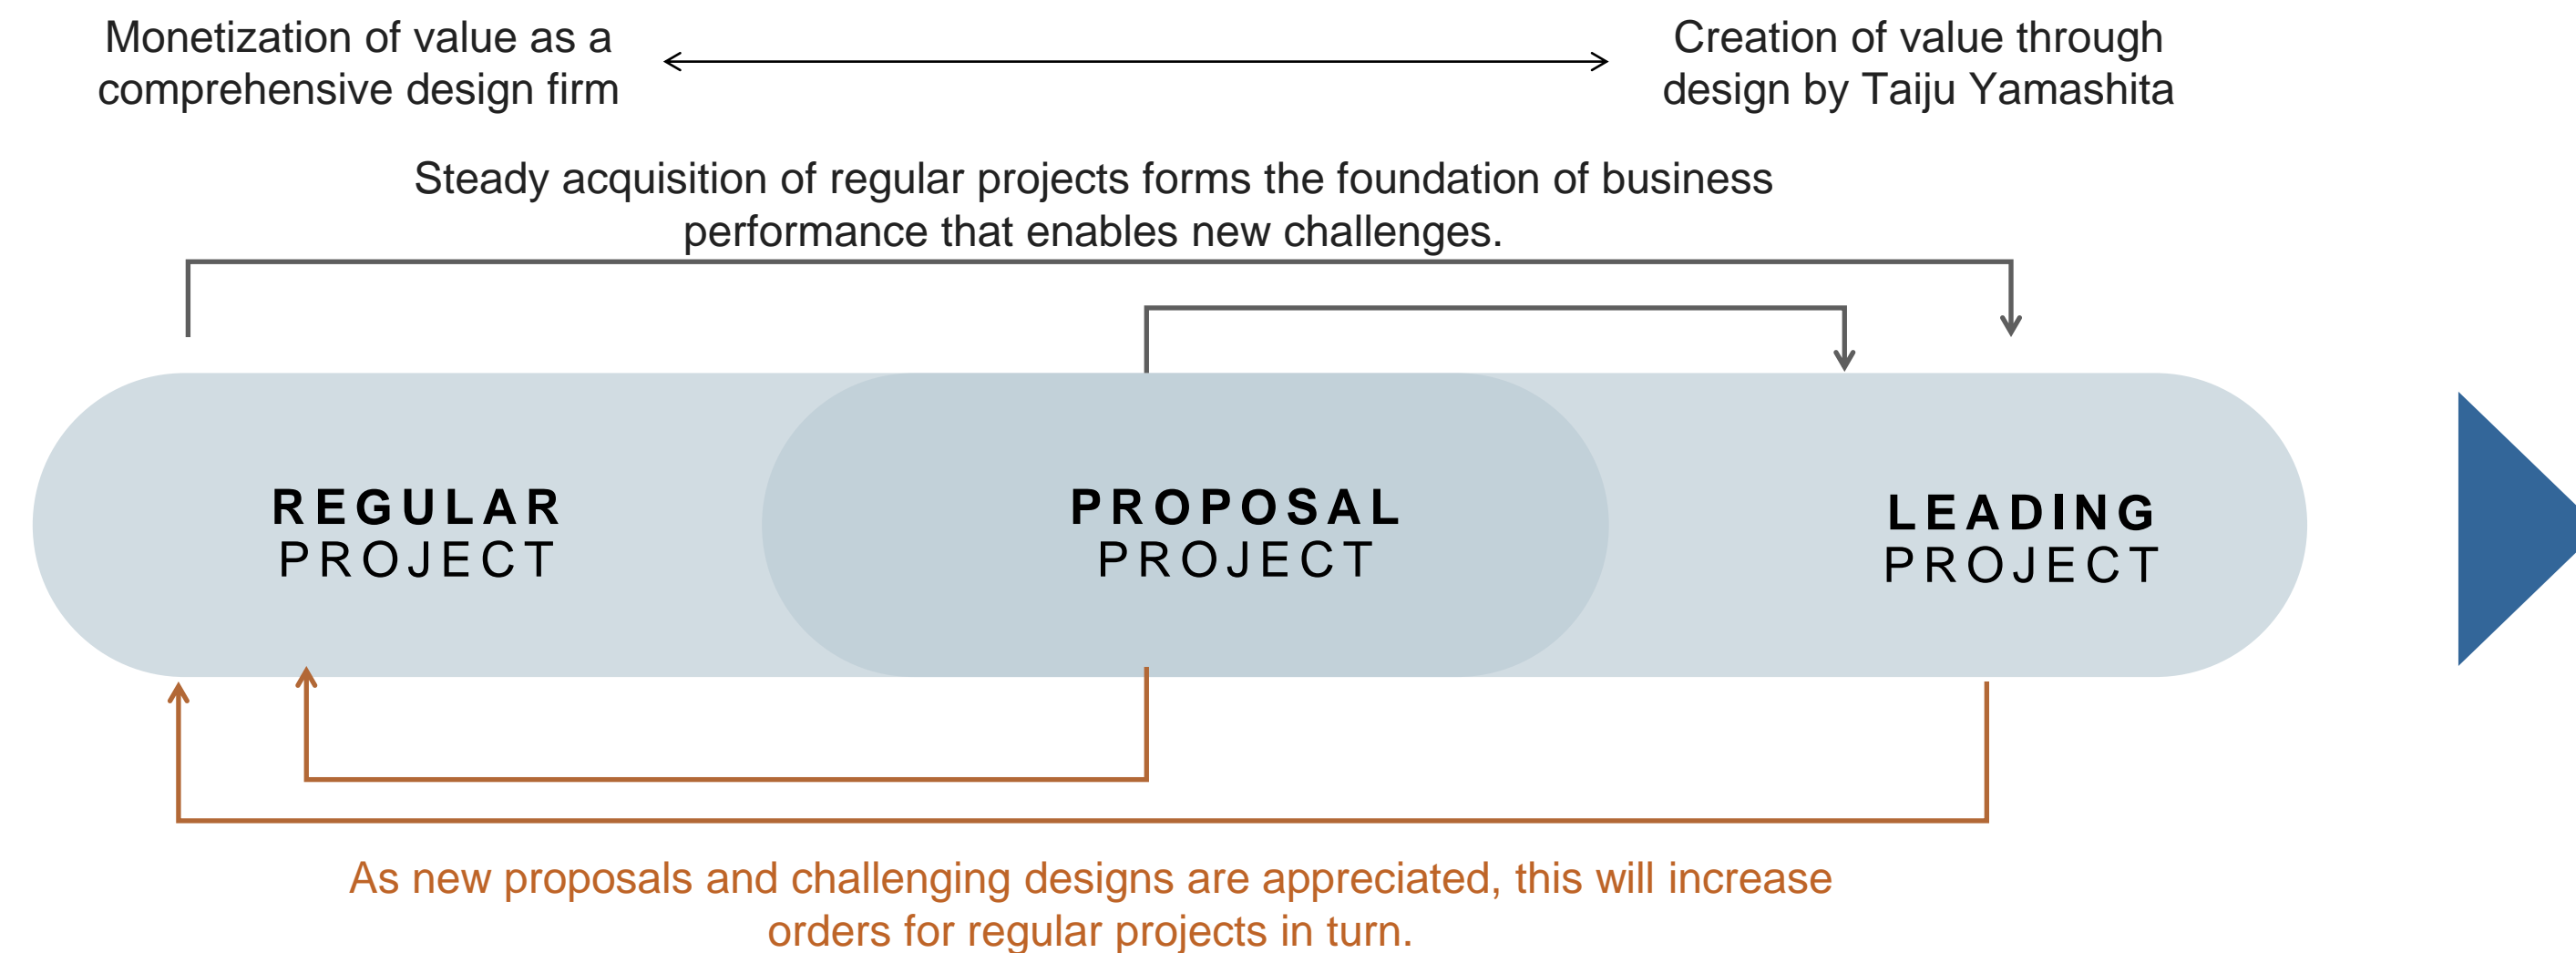 Monetization of value as a
comprehensive design firm
Creation of value through
design by Taiju Yamashita
Steady acquisition of regular projects forms the foundation of business
performance that enables new challenges.
REGULAR
PROJECT
PROPOSAL
PROJECT
LEADING
PROJECT
As new proposals and challenging designs are appreciated, this will increase
orders for regular projects in turn.